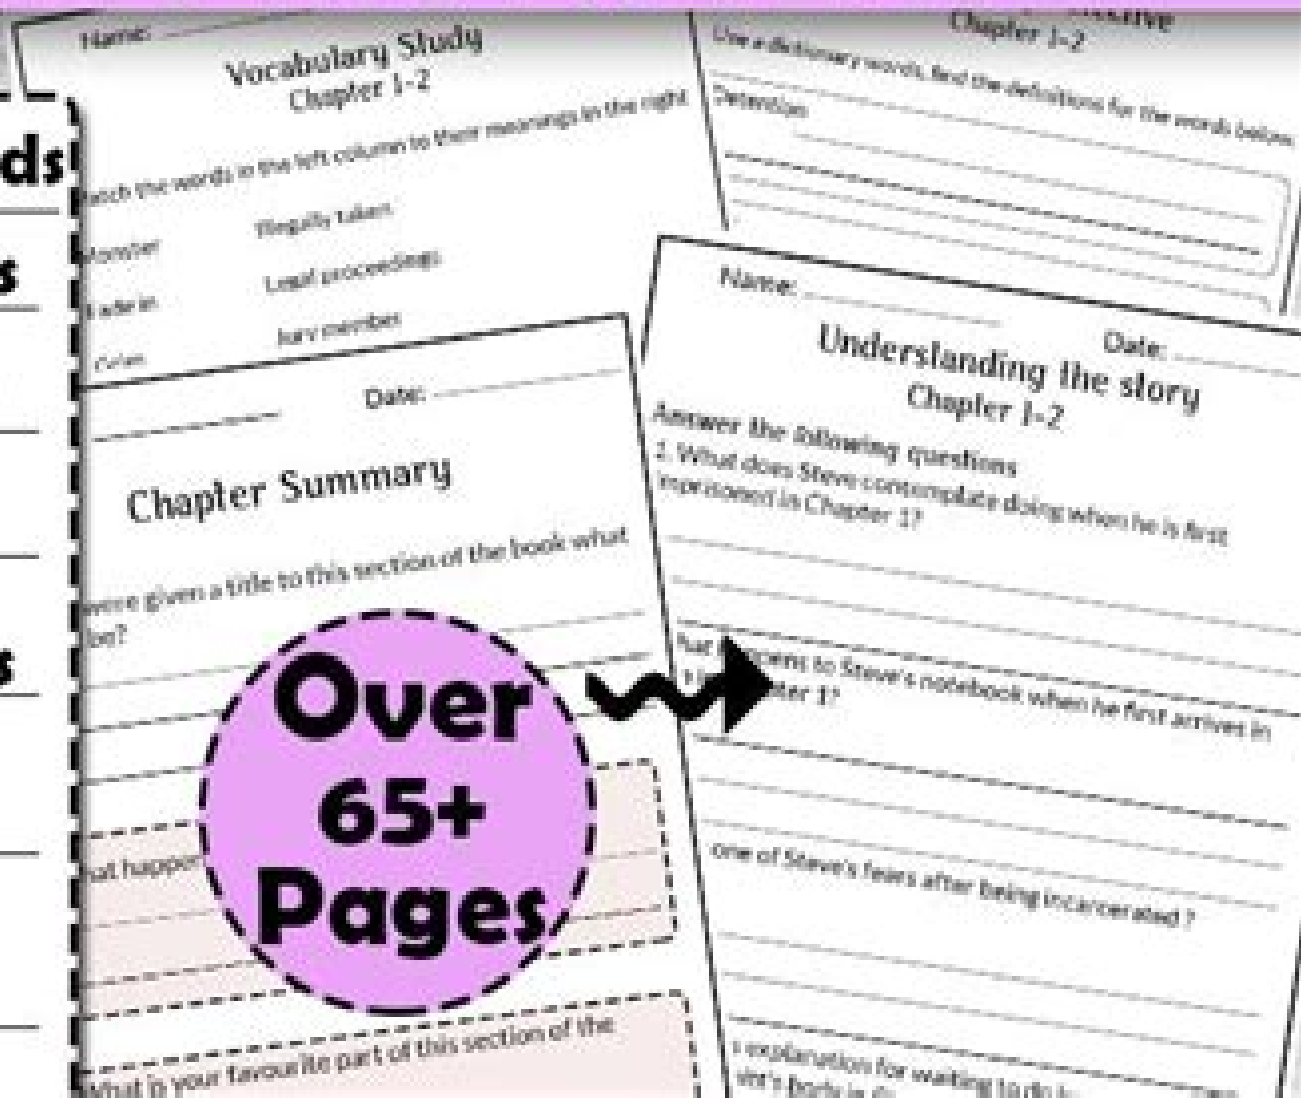 ds
s
s
Name:
Vocabulary Study
Chapter 1-2
the words in the left column to their meanings in the right
Illegally taken
Legal proceedings
Jury member
Chapter 1-2
Use a dictionary words, find the definitions for the words below.
Detention
Date:
Chapter Summary
were given a title to this section of the book what
be?
hat happen
What is your favourite part of this section of the
Over
65+
Pages
Name:
Date:
Understanding the story
Chapter 1-2
Answer the following questions
1. What does Steve contemplate doing when he is first
imprisoned in Chapter 1?
hat ppens to Steve's notebook when he first arrives in
ter 1?
one of Steve's fears after being incarcerated ?
s explanation for waiting to do